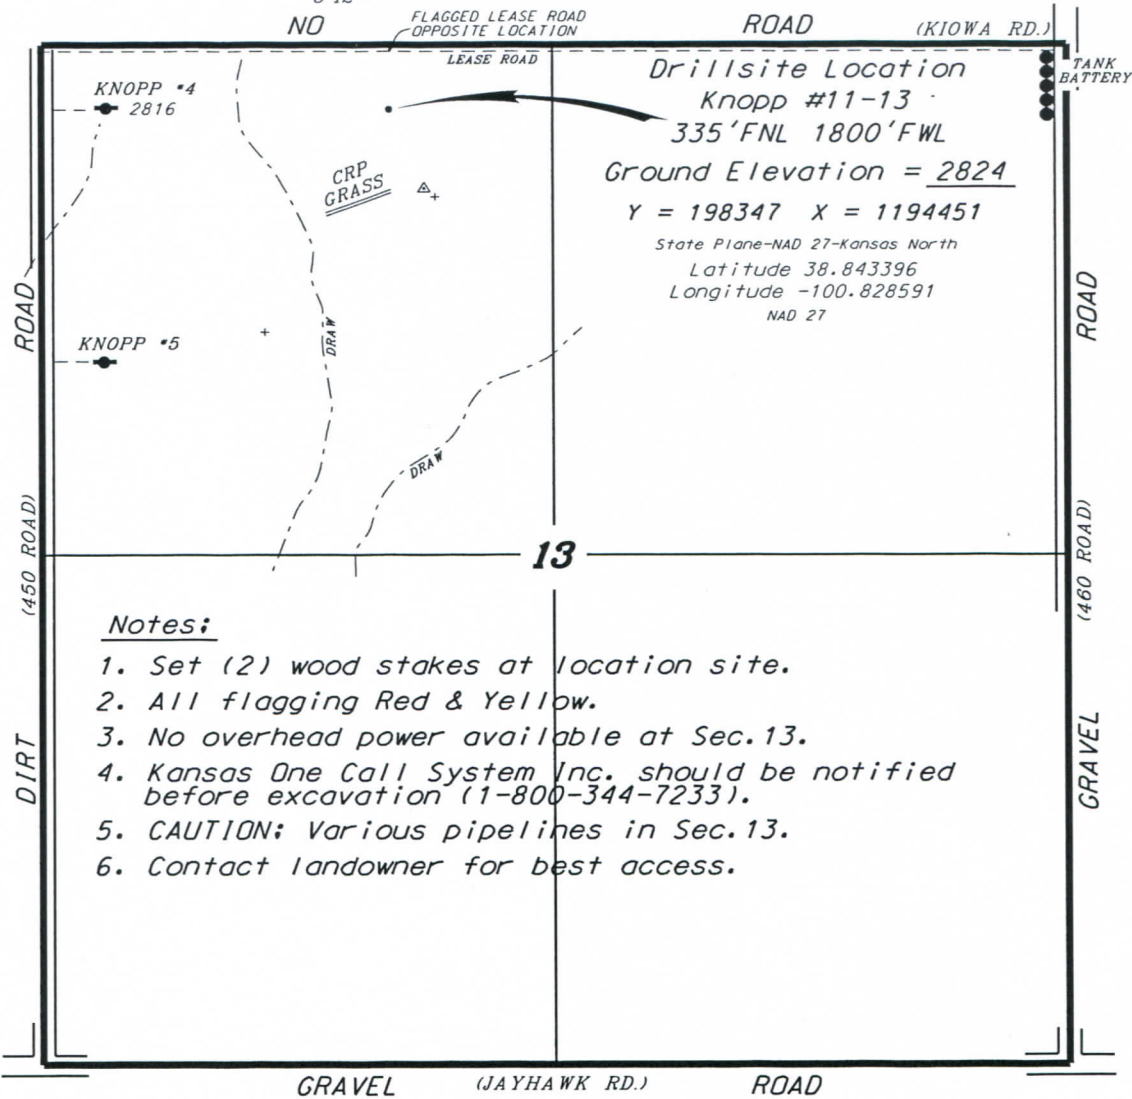 NO ROAD (KIOWA RD.)
FLAGGED LEASE ROAD
OPPOSITE LOCATION
LEASE ROAD
TANK
BATTERY
KNOPP #4
2816
Drillsite Location
Knopp #11-13
335'FNL 1800'FWL
Ground Elevation = 2824
Y = 198347 X = 1194451
State Plane-NAD 27-Kansas North
Latitude 38.843396
Longitude -100.828591
NAD 27
CRP
GRASS
KNOPP #5
DRAW
DRAW
DIRT (450 ROAD) ROAD
GRAVEL (460 ROAD) ROAD
13
Notes:
1. Set (2) wood stakes at location site.
2. All flagging Red & Yellow.
3. No overhead power available at Sec.13.
4. Kansas One Call System Inc. should be notified
before excavation (1-800-344-7233).
5. CAUTION: Various pipelines in Sec.13.
6. Contact landowner for best access.
GRAVEL (JAYHAWK RD.) ROAD